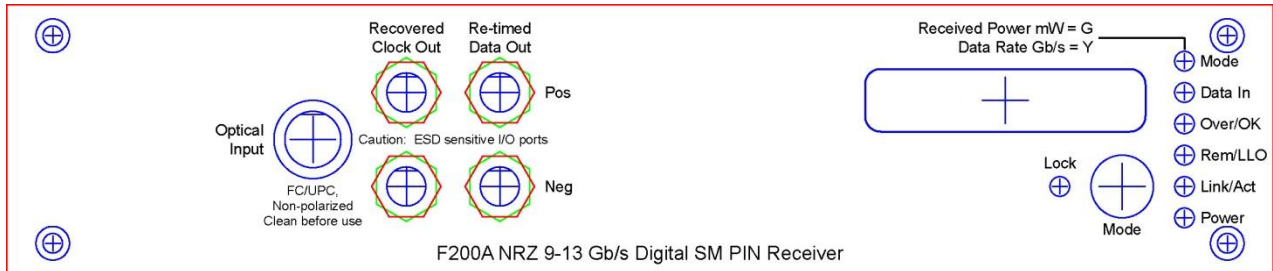 Recovered
Clock Out
Re-timed
Data Out
Received Power mW = G
Data Rate Gb/s = Y
Mode
Pos
Data In
Optical
Input
Caution: ESD sensitive I/O ports
Over/OK
Rem/LLO
Lock
FC/UPC,
Non-polarized
Clean before use
Neg
Link/Act
Mode
Power
F200A NRZ 9-13 Gb/s Digital SM PIN Receiver